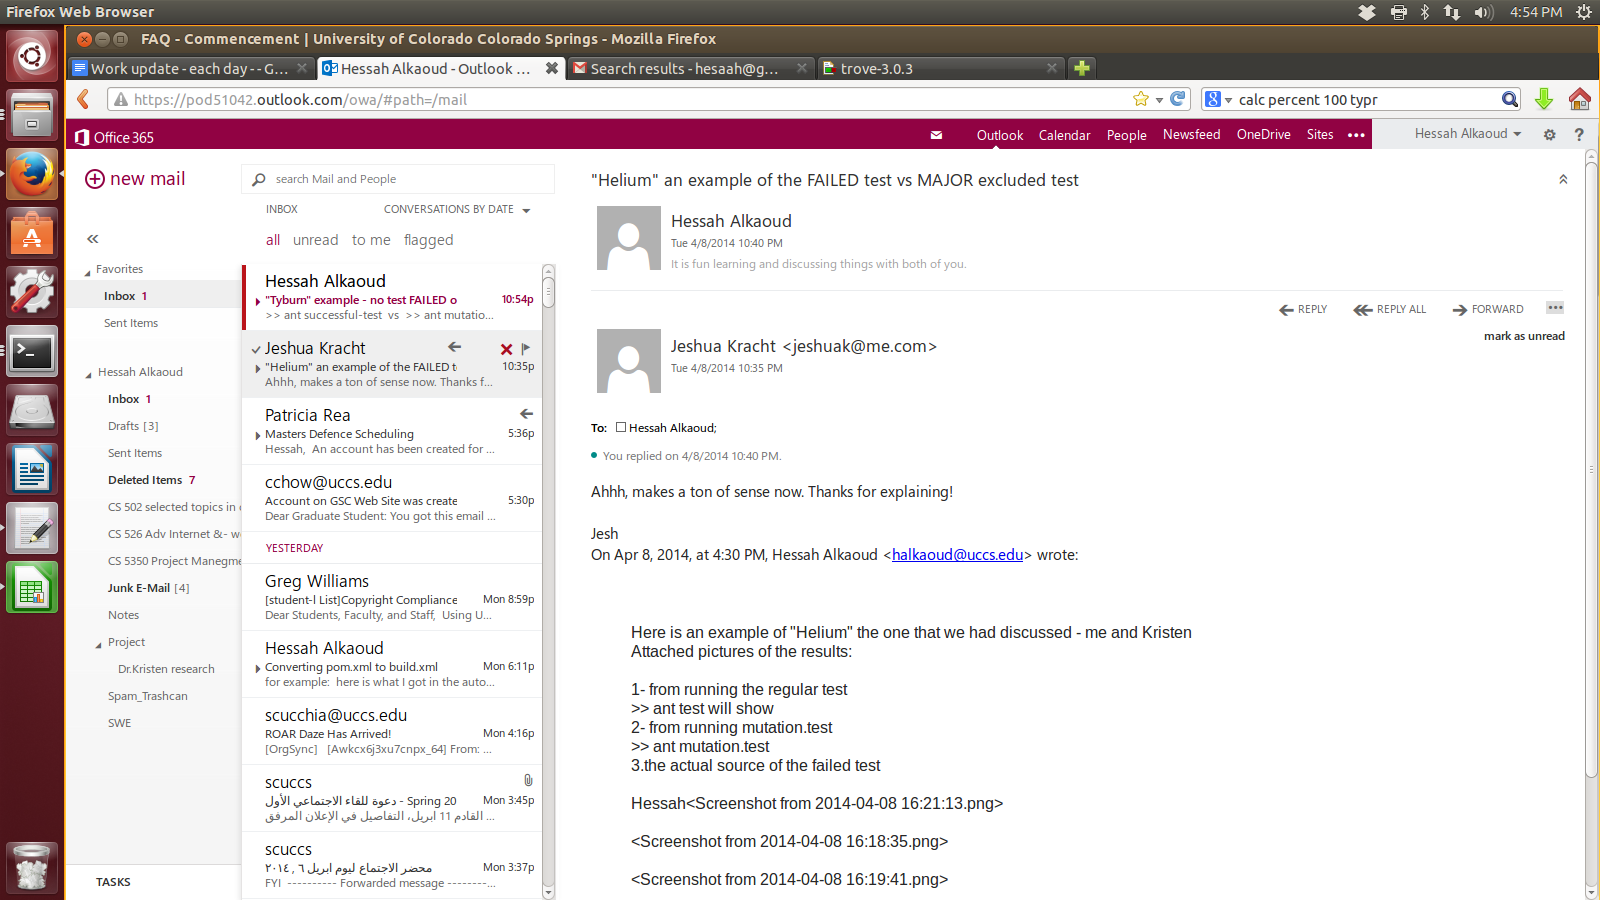 Firefox Web Browser
4:54 PM
FAQ - Commencement | University of Colorado Colorado Springs - Mozilla Firefox
Work update - each day - - G...
Hessah Alkaoud - Outlook ...
Search results - hesaah@g...
trove-3.0.3
https://pod51042.outlook.com/owa/#path=/mail
calc percent 100 typr
Office 365
Outlook
Calendar
People
Newsfeed
OneDrive
Sites
Hessah Alkaoud
?
new mail
Favorites
Inbox 1
Sent Items
Hessah Alkaoud
Inbox 1
Drafts [3]
Sent Items
Deleted Items 7
CS 502 selected topics in
CS 526 Adv Internet &- w
CS 5350 Project Manegme
Junk E-Mail [4]
Notes
Project
Dr.Kristen research
Spam_Trashcan
SWE
TASKS
search Mail and People
INBOX
CONVERSATIONS BY DATE
all unread to me flagged
Hessah Alkaoud
"Tyburn" example - no test FAILED o 10:54p
>> ant successful-test vs >> ant mutatio...
Jeshua Kracht
"Helium" an example of the FAILED t 10:35p
Ahhh, makes a ton of sense now. Thanks f...
Patricia Rea
Masters Defence Scheduling 5:36p
Hessah, An account has been created for ...
cchow@uccs.edu
Account on GSC Web Site was create 5:30p
Dear Graduate Student: You got this email ...
YESTERDAY
Greg Williams
[student-l List]Copyright Compliance Mon 8:59p
Dear Students, Faculty, and Staff, Using U...
Hessah Alkaoud
Converting pom.xml to build.xml Mon 6:11p
for example: here is what I got in the auto...
scucchia@uccs.edu
ROAR Daze Has Arrived! Mon 4:16p
[OrgSync] [Awkcx6j3xu7cnpx_64] From: ...
scuccs
دعوة للقاء الاجتماعي الأول - Spring 20 Mon 3:45p
القادم 11 ابريل، التفاصيل في الإعلان المرفق ...
scuccs
محضر الاجتماع ليوم ابريل ٦ , ٢٠١٤ Mon 3:37p
FYI ---------- Forwarded message --------...
"Helium" an example of the FAILED test vs MAJOR excluded test
Hessah Alkaoud
Tue 4/8/2014 10:40 PM
It is fun learning and discussing things with both of you.
REPLY
REPLY ALL
FORWARD
mark as unread
Jeshua Kracht <jeshuak@me.com>
Tue 4/8/2014 10:35 PM
To: Hessah Alkaoud;
You replied on 4/8/2014 10:40 PM.
Ahhh, makes a ton of sense now. Thanks for explaining!
Jesh
On Apr 8, 2014, at 4:30 PM, Hessah Alkaoud <halkaoud@uccs.edu> wrote:
Here is an example of "Helium" the one that we had discussed - me and Kristen
Attached pictures of the results:
1- from running the regular test
>> ant test will show
2- from running mutation.test
>> ant mutation.test
3.the actual source of the failed test
Hessah<Screenshot from 2014-04-08 16:21:13.png>
<Screenshot from 2014-04-08 16:18:35.png>
<Screenshot from 2014-04-08 16:19:41.png>